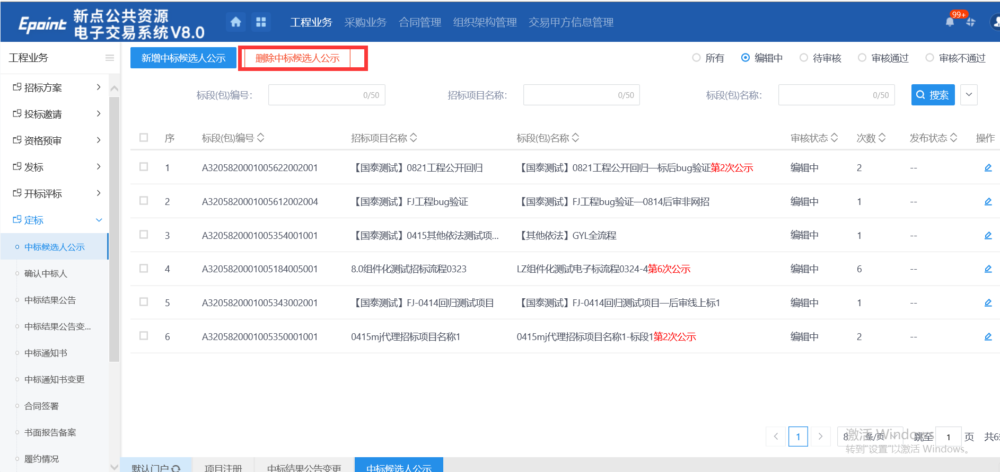 Epoint 新点公共资源
电子交易系统V8.0
工程业务 采购业务 合同管理 组织架构管理 交易甲方信息管理
99+
工程业务
招标方案
投标邀请
资格预审
发标
开标评标
定标
中标候选人公示
确认中标人
中标结果公告
中标结果公告变...
中标通知书
中标通知书变更
合同签署
书面报告备案
履约情况
新增中标候选人公示 删除中标候选人公示
所有 编辑中 待审核 审核通过 审核不通过
标段(包)编号: 0/50 招标项目名称: 0/50 标段(包)名称: 0/50 搜索
序 标段(包)编号 招标项目名称 标段(包)名称 审核状态 次数 发布状态 操作
1 A3205820001005622002001 【国泰测试】0821工程公开回归 【国泰测试】0821工程公开回归—标后bug验证第2次公示 编辑中 2 --
2 A3205820001005612002004 【国泰测试】FJ工程bug验证 【国泰测试】FJ工程bug验证—0814后审非网招 编辑中 1 --
3 A3205820001005354001001 【国泰测试】0415其他依法测试项... 【其他依法】GYL全流程 编辑中 1 --
4 A3205820001005184005001 8.0组件化测试招标流程0323 LZ组件化测试电子标流程0324-4第6次公示 编辑中 6 --
5 A3205820001005343002001 【国泰测试】FJ-0414回归测试项目 【国泰测试】FJ-0414回归测试项目—后审线上标1 编辑中 1 --
6 A3205820001005350001001 0415mj代理招标项目名称1 0415mj代理招标项目名称1-标段1第2次公示 编辑中 2 --
1 8 条/页 跳至 1 页 共6
激活 Windows
转到"设置"以激活 Windows。
默认门户 项目注册 中标结果公告变更 中标候选人公示